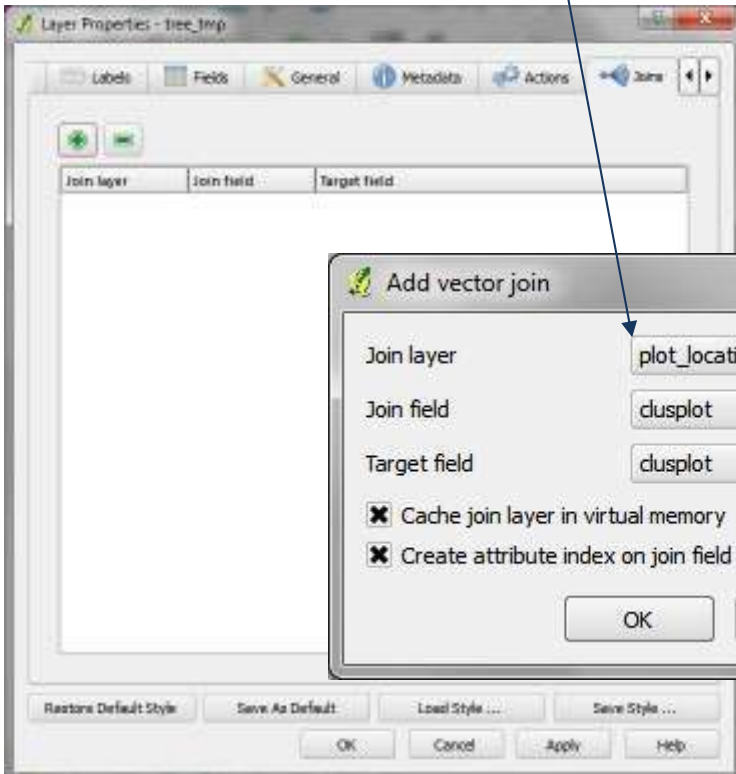 Layer Properties - tree_tmp
Labels Fields General Metadata Actions Joins
Join layer Join field Target field
Add vector join
Join layer plot_locati
Join field clusplot
Target field clusplot
Cache join layer in virtual memory
Create attribute index on join field
OK
Restore Default Style Save As Default Load Style ... Save Style ...
OK Cancel Apply Help